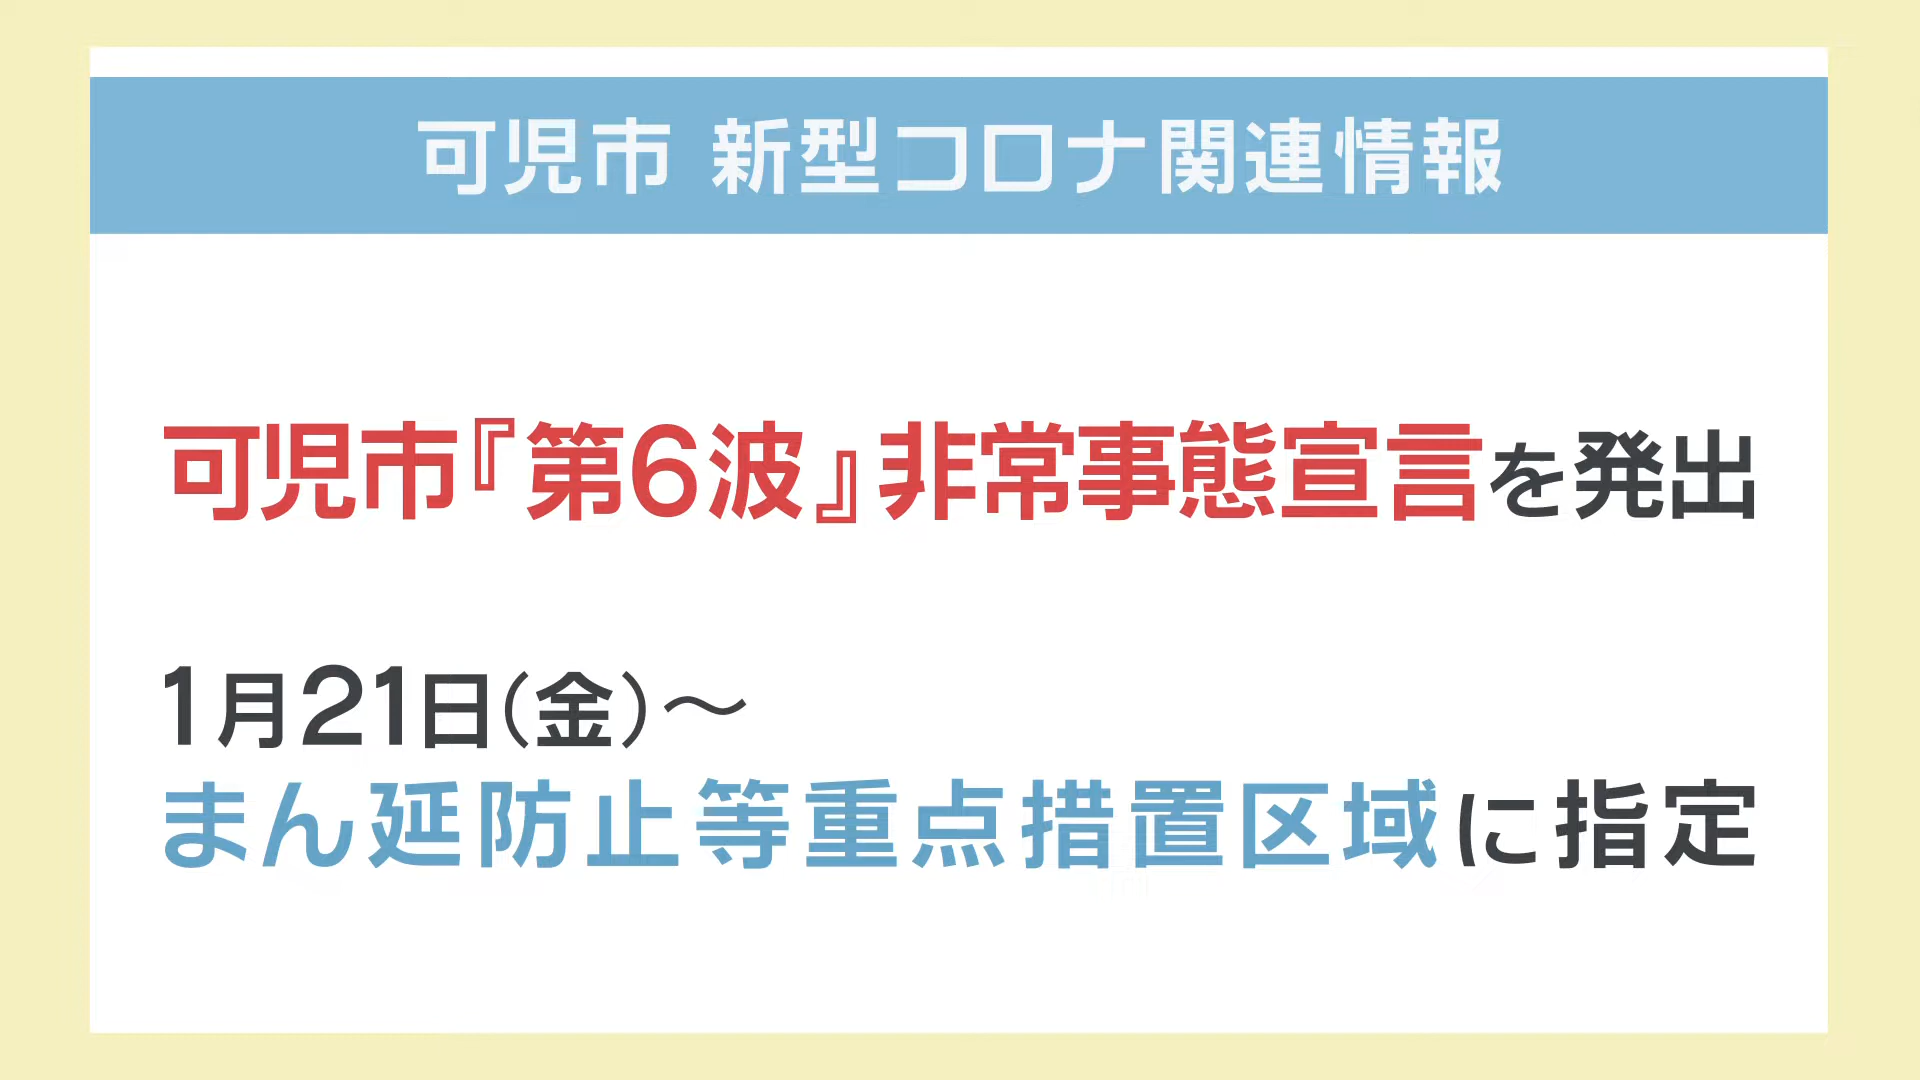 可児市 新型コロナ関連情報
可児市『第6波』非常事態宣言を発出
1月21日(金)～
まん延防止等重点措置区域に指定